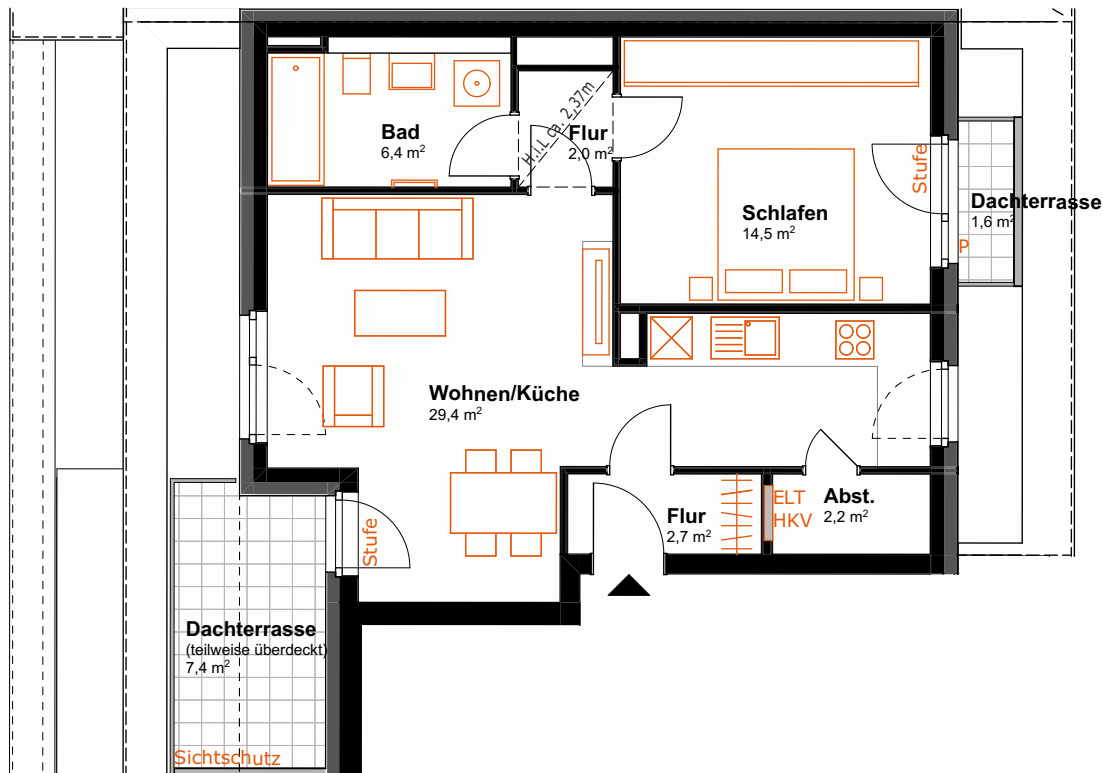 Bad
6,4 m²
H.i.L ca. 2,37m
Flur
2,0 m²
Stufe
Schlafen
14,5 m²
Dachterrasse
1,6 m²
P
Wohnen/Küche
29,4 m²
Stufe
Flur
2,7 m²
ELT
HKV
Abst.
2,2 m²
Dachterrasse
(teilweise überdeckt)
7,4 m²
Sichtschutz